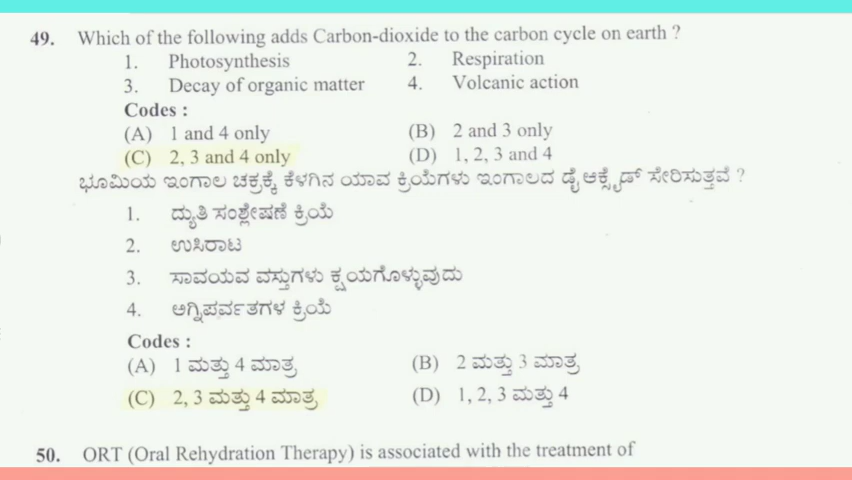 49. Which of the following adds Carbon-dioxide to the carbon cycle on earth ?
1. Photosynthesis 2. Respiration
3. Decay of organic matter 4. Volcanic action
Codes :
(A) 1 and 4 only (B) 2 and 3 only
(C) 2, 3 and 4 only (D) 1, 2, 3 and 4
ಭೂಮಿಯ ಇಂಗಾಲ ಚಕ್ರಕ್ಕೆ ಕೆಳಗಿನ ಯಾವ ಕ್ರಿಯೆಗಳು ಇಂಗಾಲದ ಡೈ ಆಕ್ಸೈಡ್ ಸೇರಿಸುತ್ತವೆ ?
1. ದ್ಯುತಿ ಸಂಶ್ಲೇಷಣೆ ಕ್ರಿಯೆ
2. ಉಸಿರಾಟ
3. ಸಾವಯವ ವಸ್ತುಗಳು ಕ್ಷಯಗೊಳ್ಳುವುದು
4. ಅಗ್ನಿಪರ್ವತಗಳ ಕ್ರಿಯೆ
Codes :
(A) 1 ಮತ್ತು 4 ಮಾತ್ರ (B) 2 ಮತ್ತು 3 ಮಾತ್ರ
(C) 2, 3 ಮತ್ತು 4 ಮಾತ್ರ (D) 1, 2, 3 ಮತ್ತು 4
50. ORT (Oral Rehydration Therapy) is associated with the treatment of